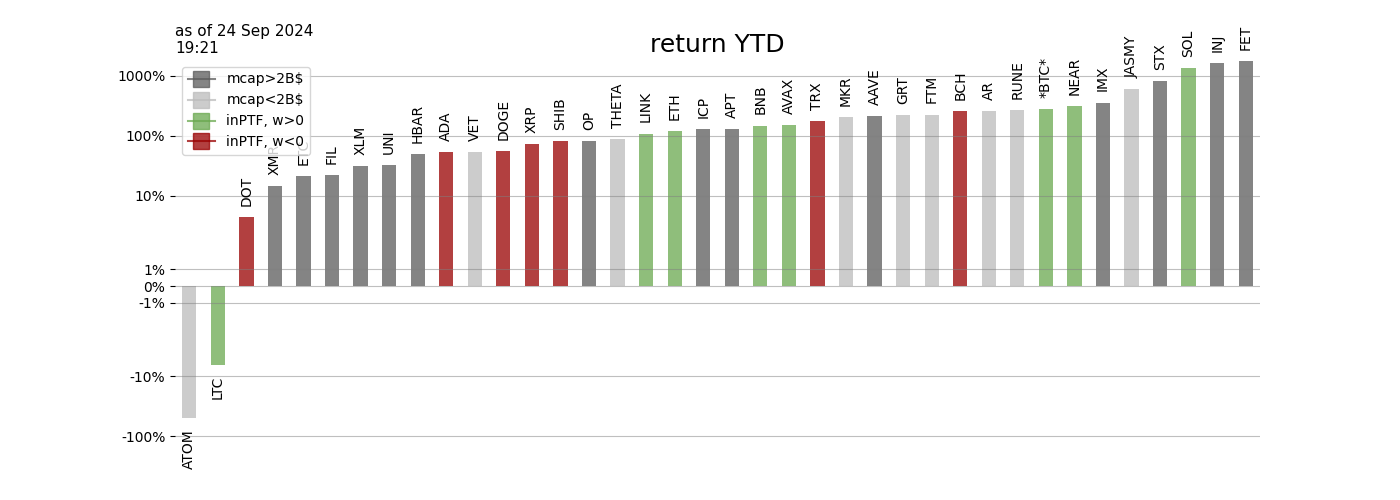 as of 24 Sep 2024
19:21
return YTD
mcap>2B$
mcap<2B$
inPTF, w>0
inPTF, w<0
1000%
100%
10%
1%
0%
-1%
-10%
-100%
ATOM
LTC
DOT
XMR
ETC
FIL
XLM
UNI
HBAR
ADA
VET
DOGE
XRP
SHIB
OP
THETA
LINK
ETH
ICP
APT
BNB
AVAX
TRX
MKR
AAVE
GRT
FTM
BCH
AR
RUNE
*BTC*
NEAR
IMX
JASMY
STX
SOL
INJ
FET